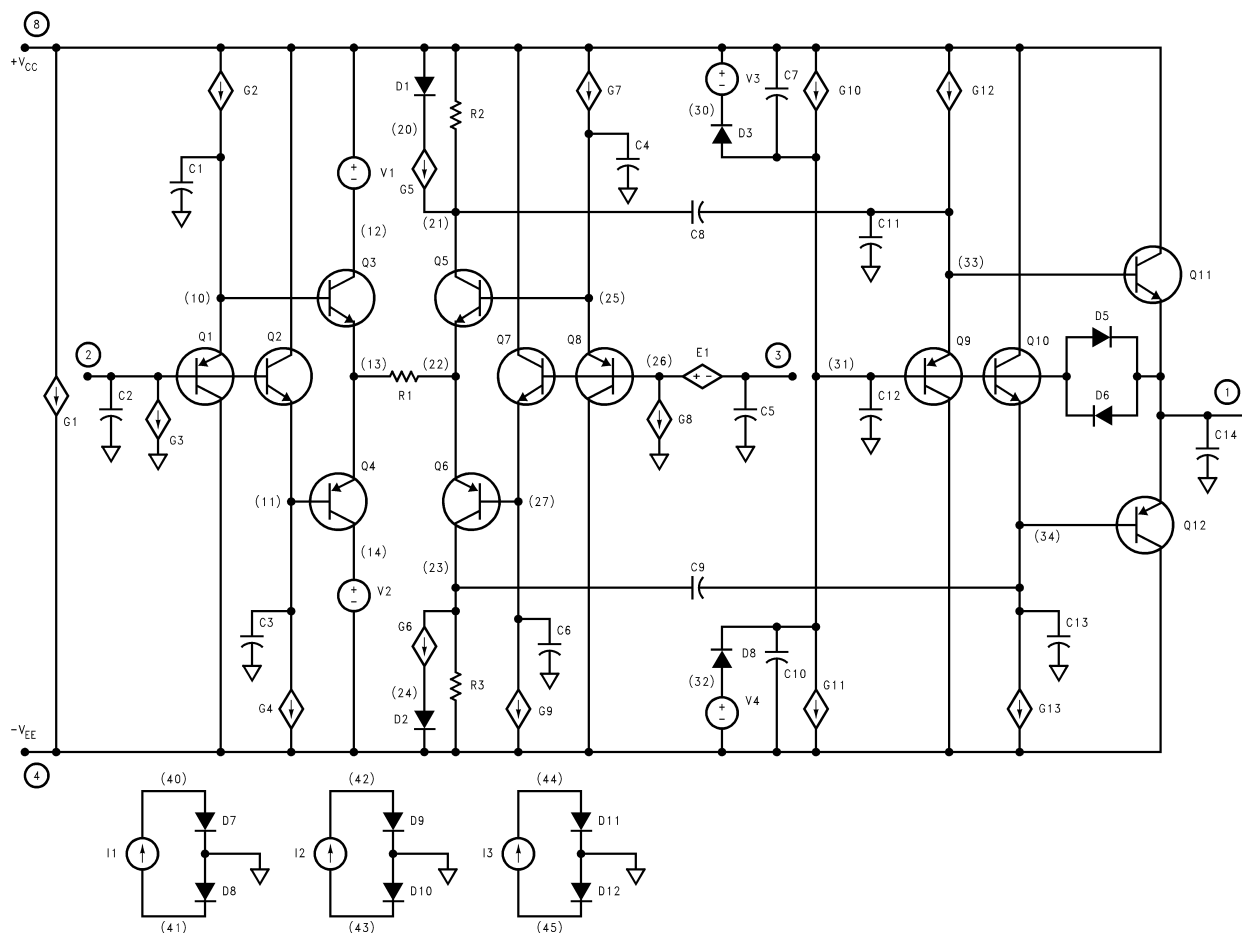 8
+VCC
G2
D1
R2
G7
V3
C7
G10
G12
(30)
D3
(20)
C4
C1
V1
G5
(21)
C8
C11
(12)
Q3
Q5
(33)
Q11
(10)
(25)
Q1
Q2
Q7
Q8
E1
Q9
Q10
D5
2
(13)
(22)
(26)
3
(31)
R1
D6
1
C2
G1
G3
G8
C5
C12
C14
Q4
Q6
(11)
(27)
Q12
(14)
(34)
(23)
C9
V2
C3
G6
C6
D8
C10
C13
(24)
R3
(32)
G11
G4
D2
G9
V4
G13
-VEE
4
(40)
(42)
(44)
D7
D9
D11
I1
I2
I3
D8
D10
D12
(41)
(43)
(45)